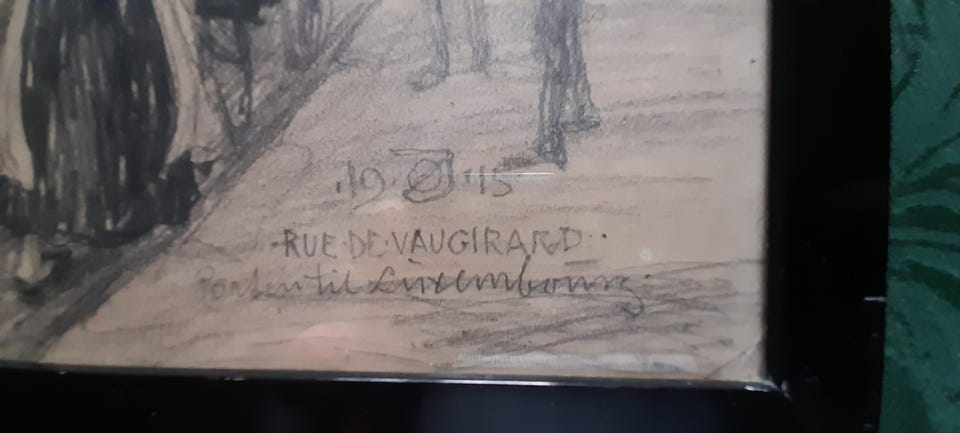 ·19· ·15
·RUE·DE·VAUGIRARD·
Porten til Luxembourg·